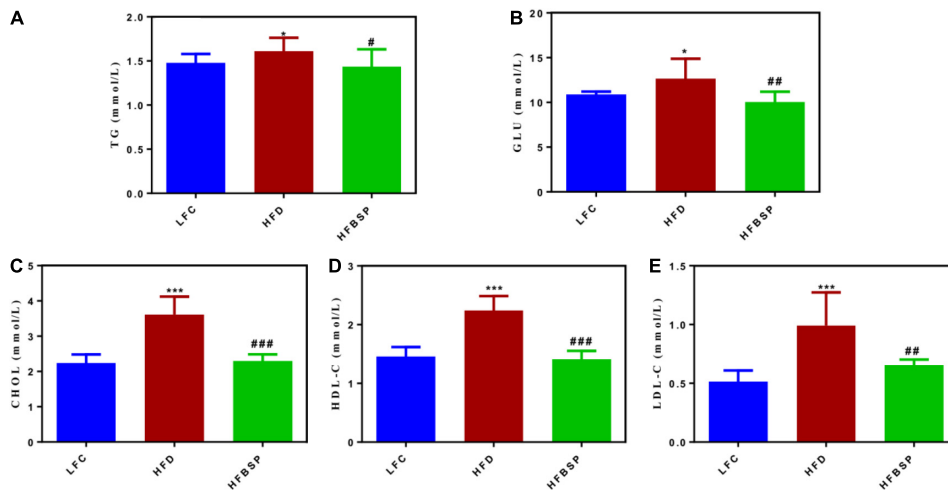 A
TG (mmol/L)
2.0
1.5
1.0
0.5
0.0
*
#
LFC
HFD
HFBSP
B
GLU (mmol/L)
20
15
10
5
0
*
##
LFC
HFD
HFBSP
C
CHOL (mmol/L)
5
4
3
2
1
0
***
###
LFC
HFD
HFBSP
D
HDL-C (mmol/L)
3
2
1
0
***
###
LFC
HFD
HFBSP
E
LDL-C (mmol/L)
1.5
1.0
0.5
0.0
***
##
LFC
HFD
HFBSP